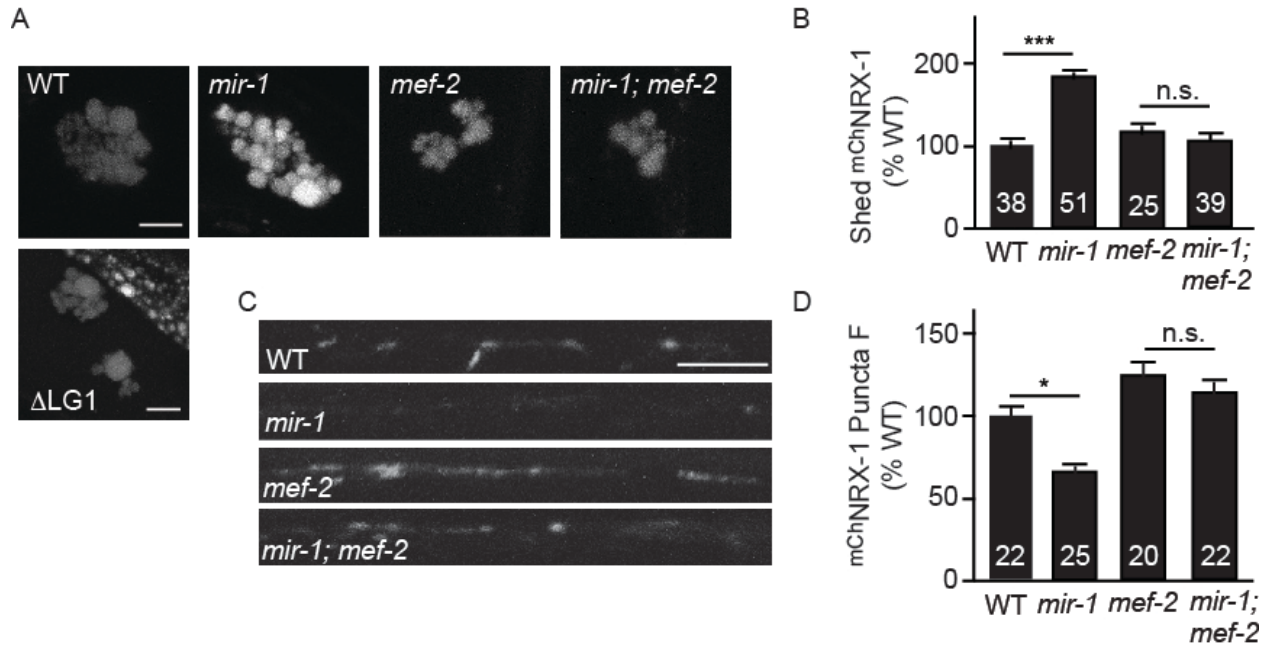 A
WT
mir-1
mef-2
mir-1; mef-2
ΔLG1
B
Shed mChNRX-1
(% WT)
200
100
0
***
n.s.
38
51
25
39
WT
mir-1
mef-2
mir-1;
mef-2
C
WT
mir-1
mef-2
mir-1; mef-2
D
mChNRX-1 Puncta F
(% WT)
150
100
50
0
*
n.s.
22
25
20
22
WT
mir-1
mef-2
mir-1;
mef-2